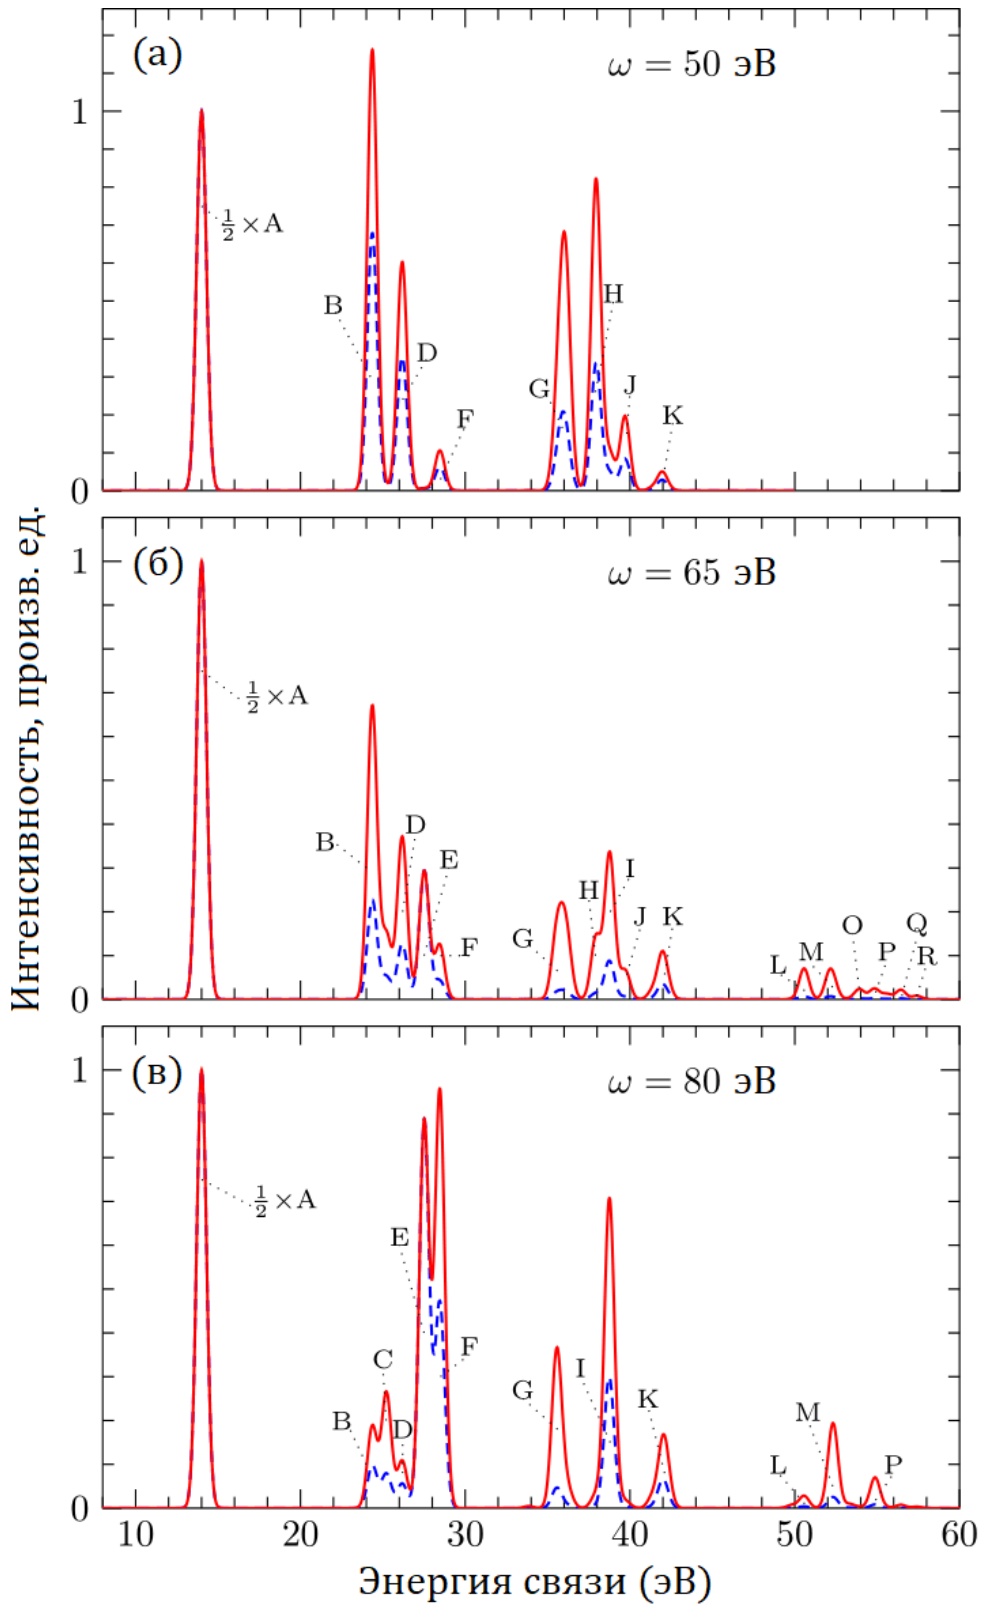 (а)
ω = 50 эВ
1
½×A
B
D
F
G
H
J
K
0
(б)
ω = 65 эВ
1
½×A
B
D
E
F
G
H
I
J
K
L
M
O
P
Q
R
0
(в)
ω = 80 эВ
1
½×A
B
C
D
E
F
G
I
K
L
M
P
0
10 20 30 40 50 60
Энергия связи (эВ)
Интенсивность, произв. ед.